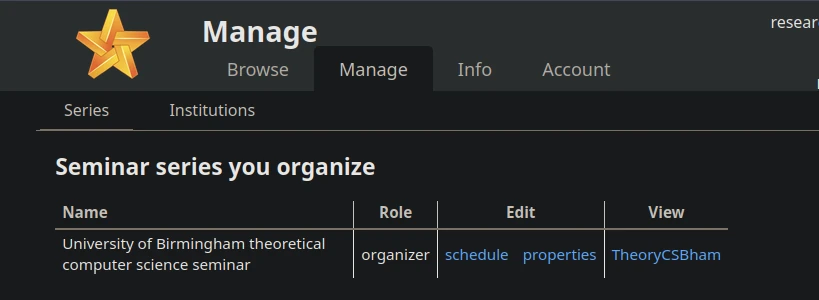 Manage
resear
Browse Manage Info Account
Series Institutions
Seminar series you organize
Name Role Edit View
University of Birmingham theoretical
computer science seminar
organizer schedule properties TheoryCSBham